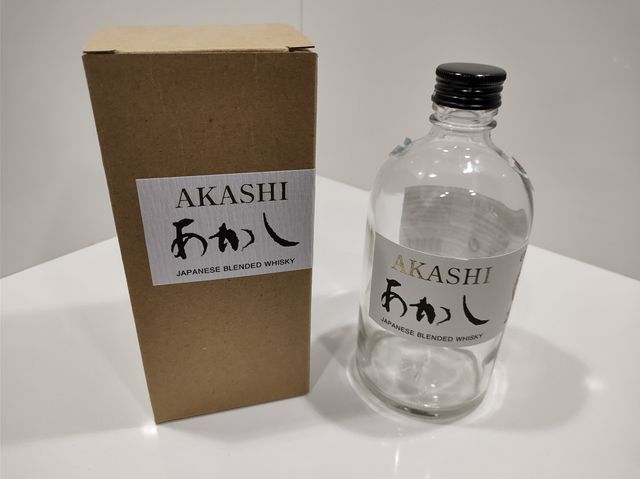 AKASHI
あかし
JAPANESE BLENDED WHISKY
AKASHI
あかし
JAPANESE BLENDED WHISKY